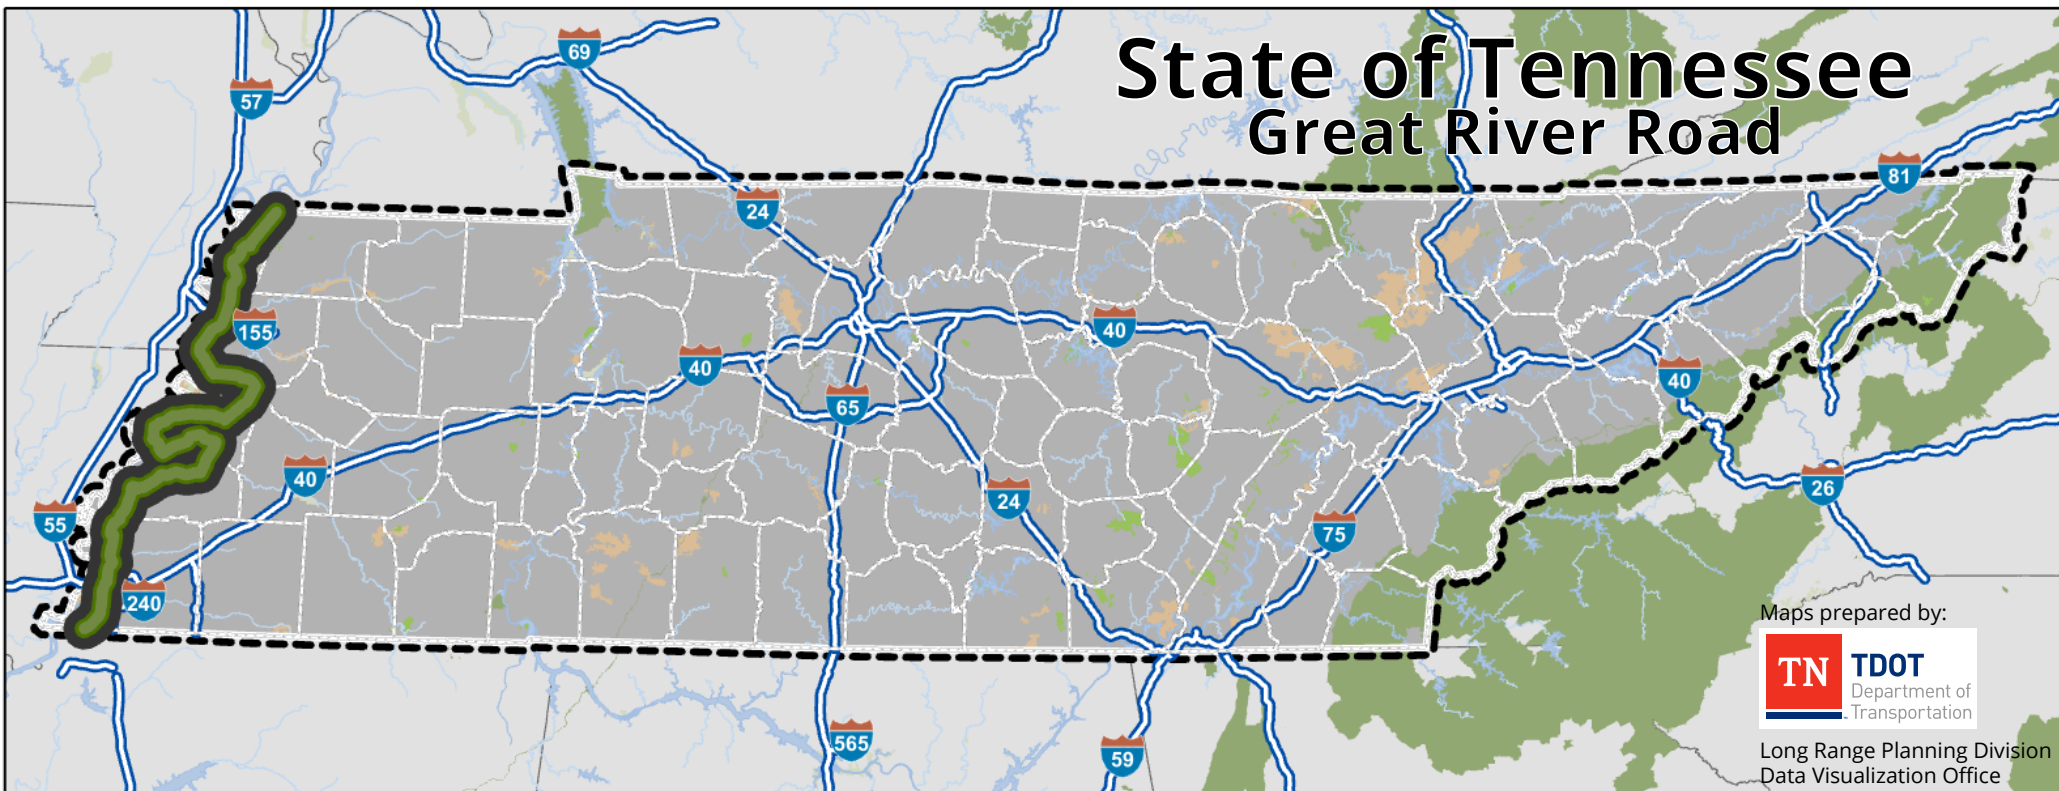 State of Tennessee
Great River Road
69
57
81
24
155
40
40
40
65
40
24
26
55
75
240
565
59
Maps prepared by:
TN TDOT
Department of
Transportation
Long Range Planning Division
Data Visualization Office